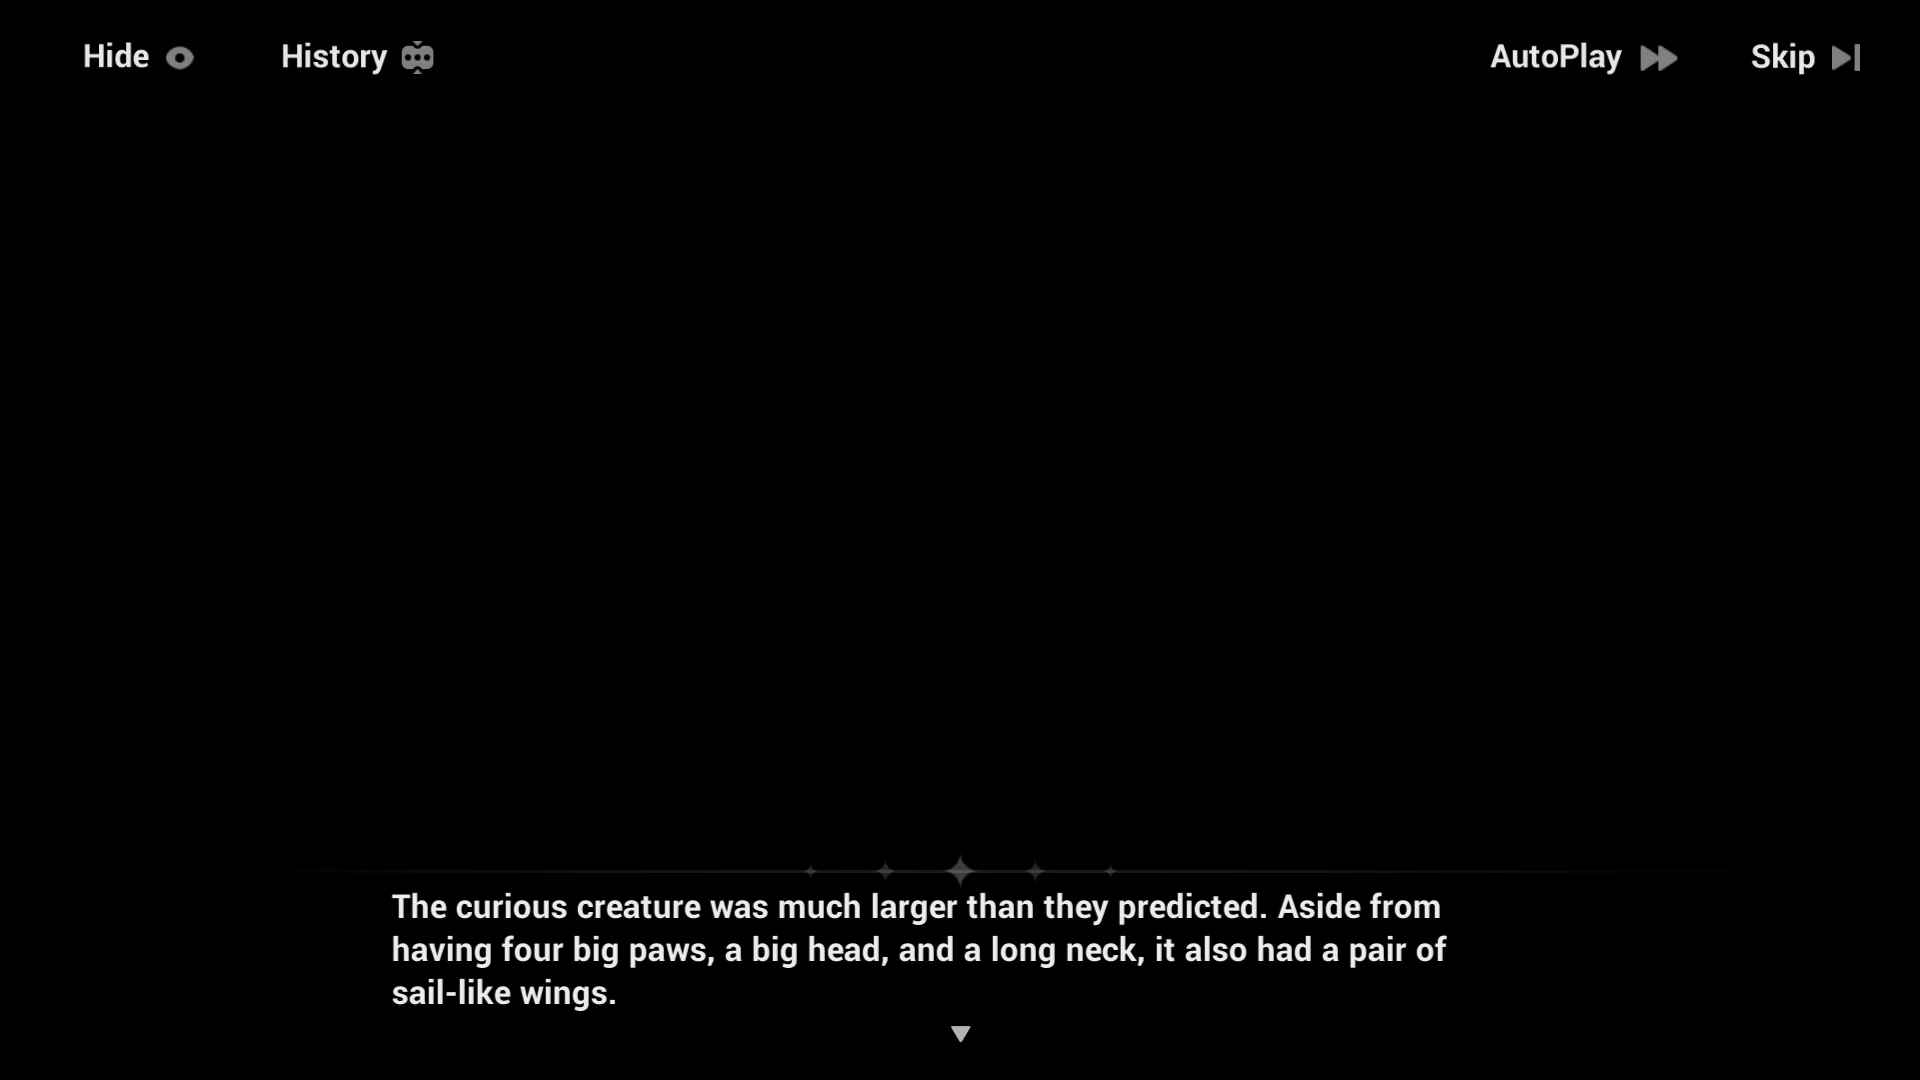 Hide
History
AutoPlay
Skip
The curious creature was much larger than they predicted. Aside from
having four big paws, a big head, and a long neck, it also had a pair of
sail-like wings.